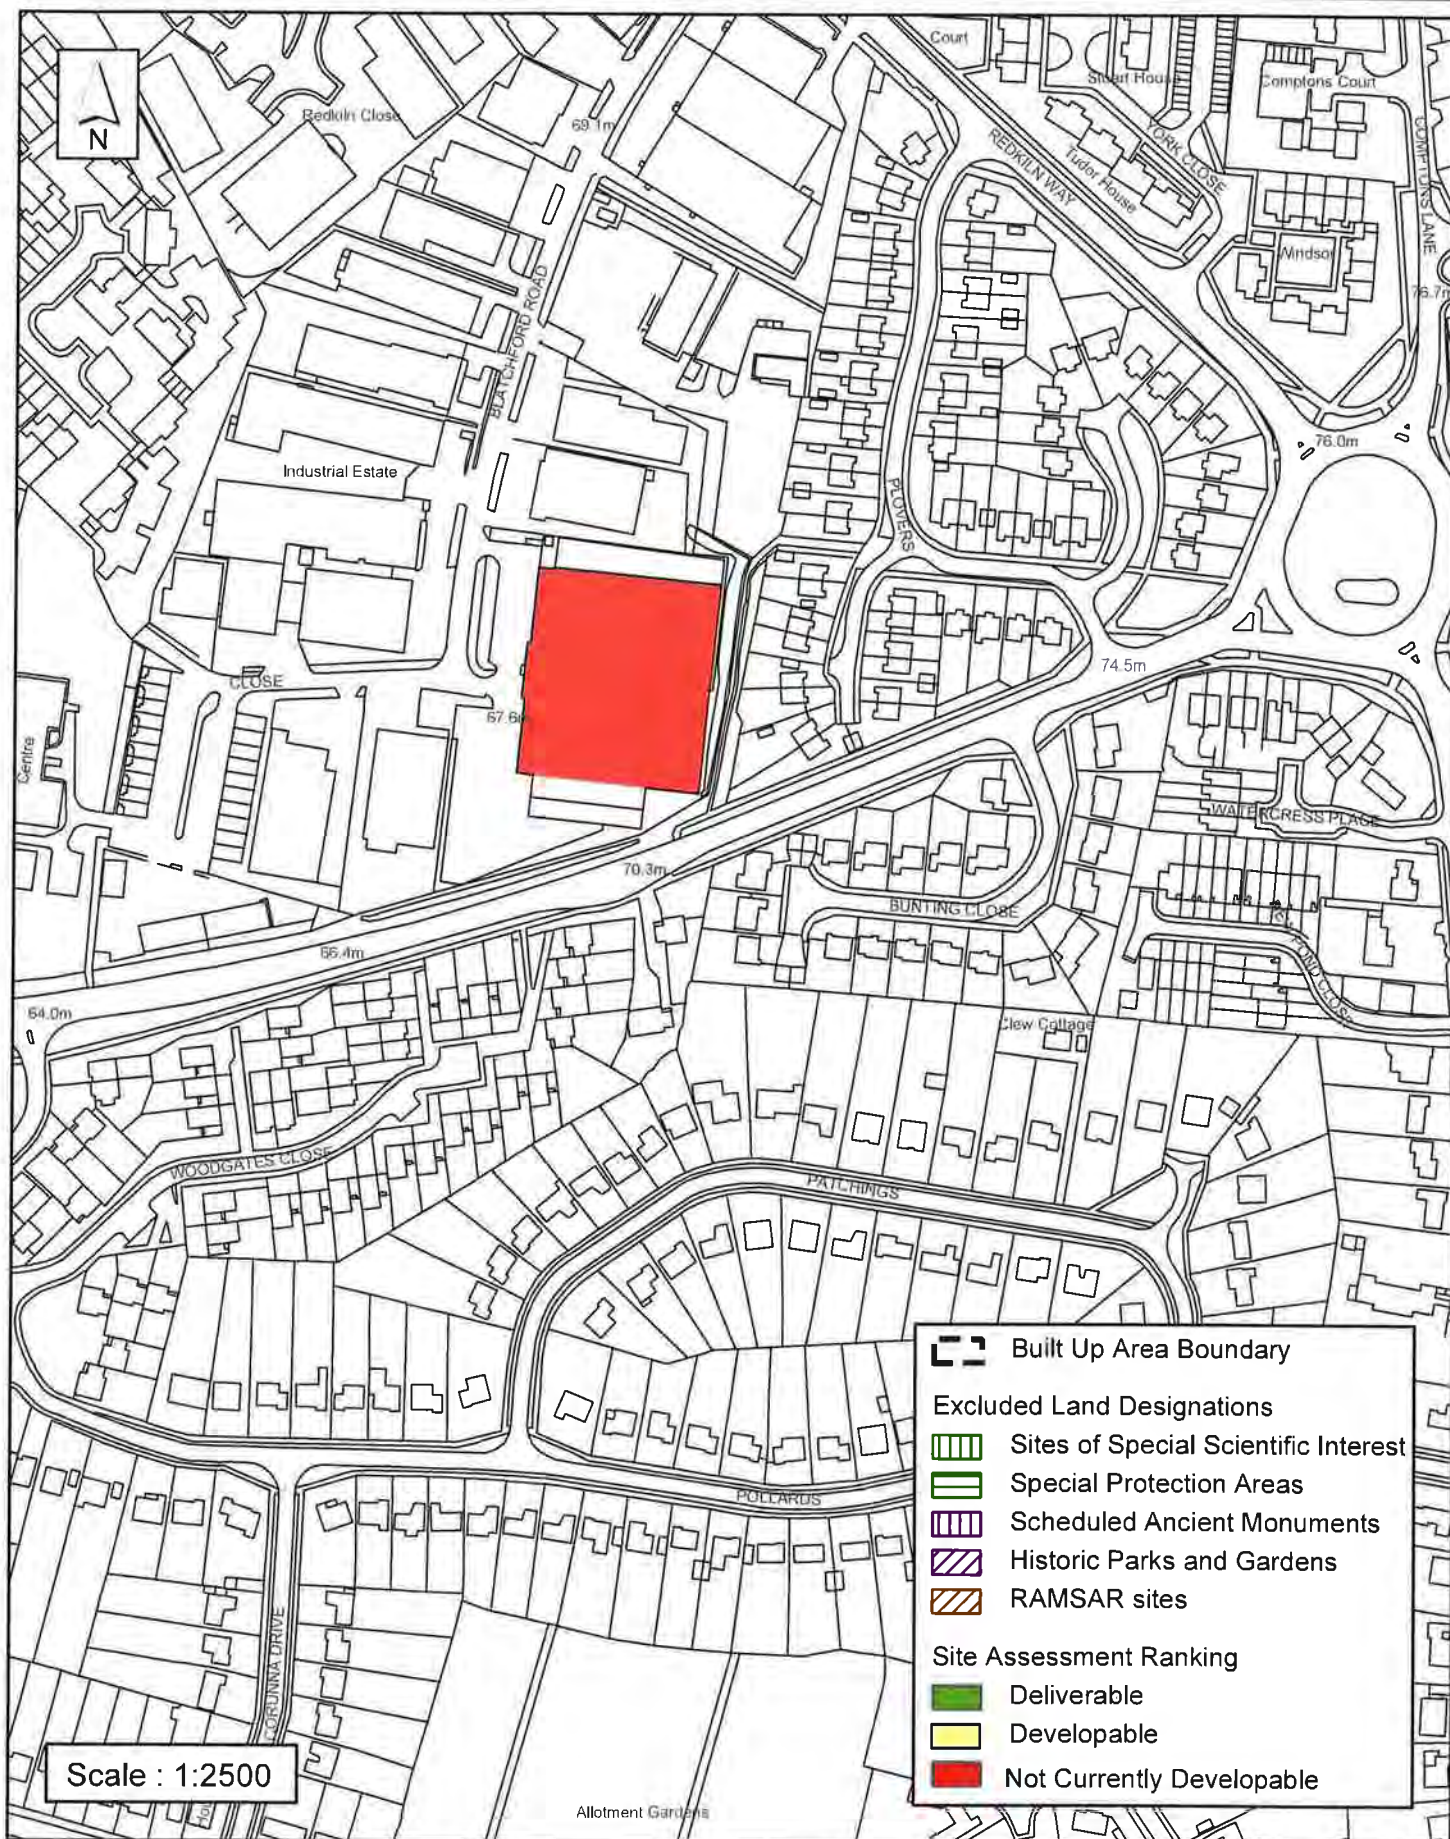 N
Court
Stuart House
Comptons Court
Redkiln Close
69.1m
REDKILN WAY
YORK CLOSE
Tudor House
COMPTONS LANE
Windsor
76.7m
BLATCHFORD ROAD
76.0m
Industrial Estate
PLOVERS
74.5m
CLOSE
67.6m
Centre
WATERCRESS PLACE
70.3m
BUNTING CLOSE
POND CLOSE
66.4m
64.0m
Clew Cottage
WOODGATES CLOSE
PATCHINGS
POLLARDS
CORUNNA DRIVE
Allotment Gardens
Scale : 1:2500
Built Up Area Boundary
Excluded Land Designations
Sites of Special Scientific Interest
Special Protection Areas
Scheduled Ancient Monuments
Historic Parks and Gardens
RAMSAR sites
Site Assessment Ranking
Deliverable
Developable
Not Currently Developable